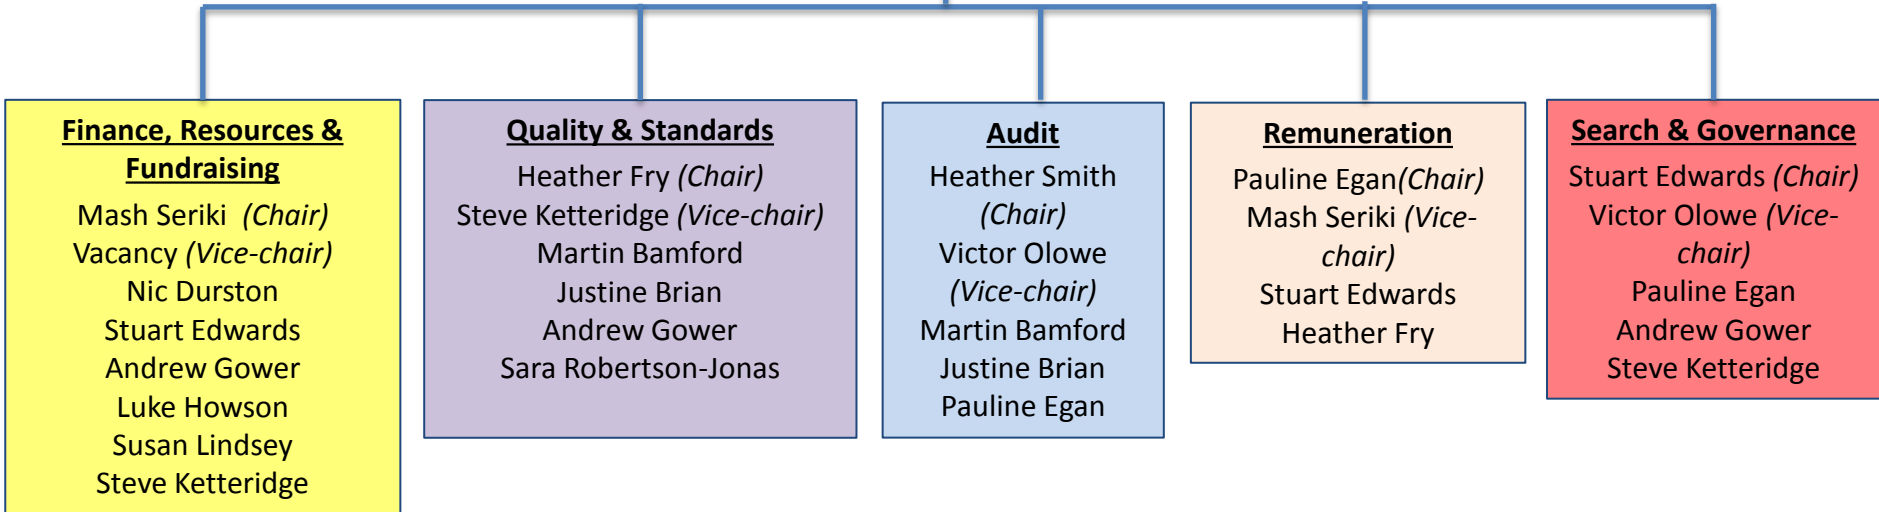 Finance, Resources &
Fundraising
Mash Seriki (Chair)
Vacancy (Vice-chair)
Nic Durston
Stuart Edwards
Andrew Gower
Luke Howson
Susan Lindsey
Steve Ketteridge
Quality & Standards
Heather Fry (Chair)
Steve Ketteridge (Vice-chair)
Martin Bamford
Justine Brian
Andrew Gower
Sara Robertson-Jonas
Audit
Heather Smith
(Chair)
Victor Olowe
(Vice-chair)
Martin Bamford
Justine Brian
Pauline Egan
Remuneration
Pauline Egan(Chair)
Mash Seriki (Vice-
chair)
Stuart Edwards
Heather Fry
Search & Governance
Stuart Edwards (Chair)
Victor Olowe (Vice-
chair)
Pauline Egan
Andrew Gower
Steve Ketteridge